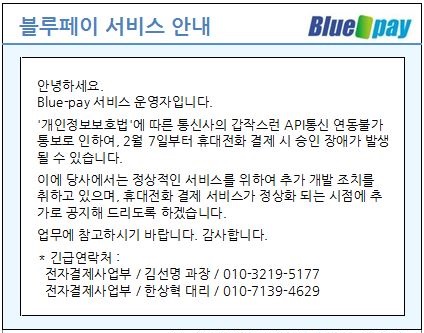 블루페이 서비스 안내
Blue pay
안녕하세요.
Blue-pay 서비스 운영자입니다.
'개인정보보호법'에 따른 통신사의 갑작스런 API통신 연동불가
통보로 인하여, 2월 7일부터 휴대전화 결제 시 승인 장애가 발생
될 수 있습니다.
이에 당사에서는 정상적인 서비스를 위하여 추가 개발 조치를
취하고 있으며, 휴대전화 결제 서비스가 정상화 되는 시점에 추
가로 공지해 드리도록 하겠습니다.
업무에 참고하시기 바랍니다. 감사합니다.
* 긴급연락처 :
전자결제사업부 / 김선명 과장 / 010-3219-5177
전자결제사업부 / 한상혁 대리 / 010-7139-4629